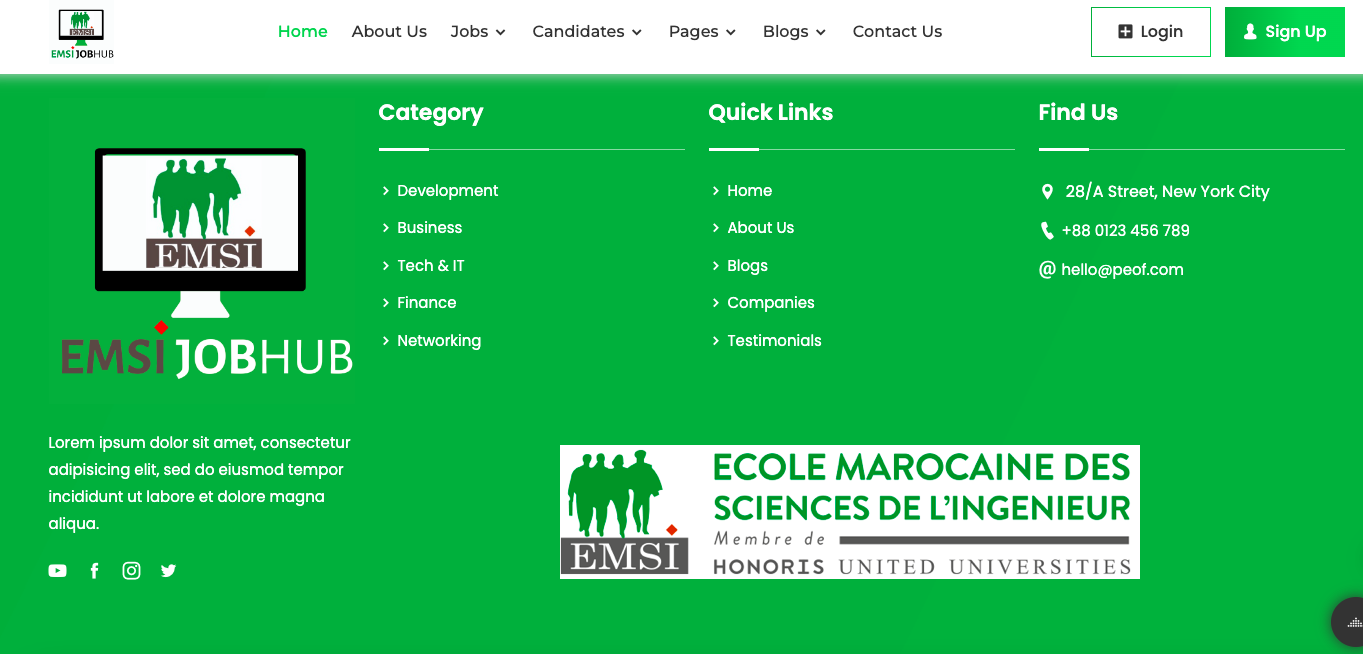 EMSI
EMSI JOBHUB
Home
About Us
Jobs
Candidates
Pages
Blogs
Contact Us
Login
Sign Up
EMSI
EMSI JOBHUB
Lorem ipsum dolor sit amet, consectetur
adipisicing elit, sed do eiusmod tempor
incididunt ut labore et dolore magna
aliqua.
Category
Development
Business
Tech & IT
Finance
Networking
Quick Links
Home
About Us
Blogs
Companies
Testimonials
Find Us
28/A Street, New York City
+88 0123 456 789
@ hello@peof.com
EMSI
ECOLE MAROCAINE DES
SCIENCES DE L'INGENIEUR
Membre de
HONORIS UNITED UNIVERSITIES